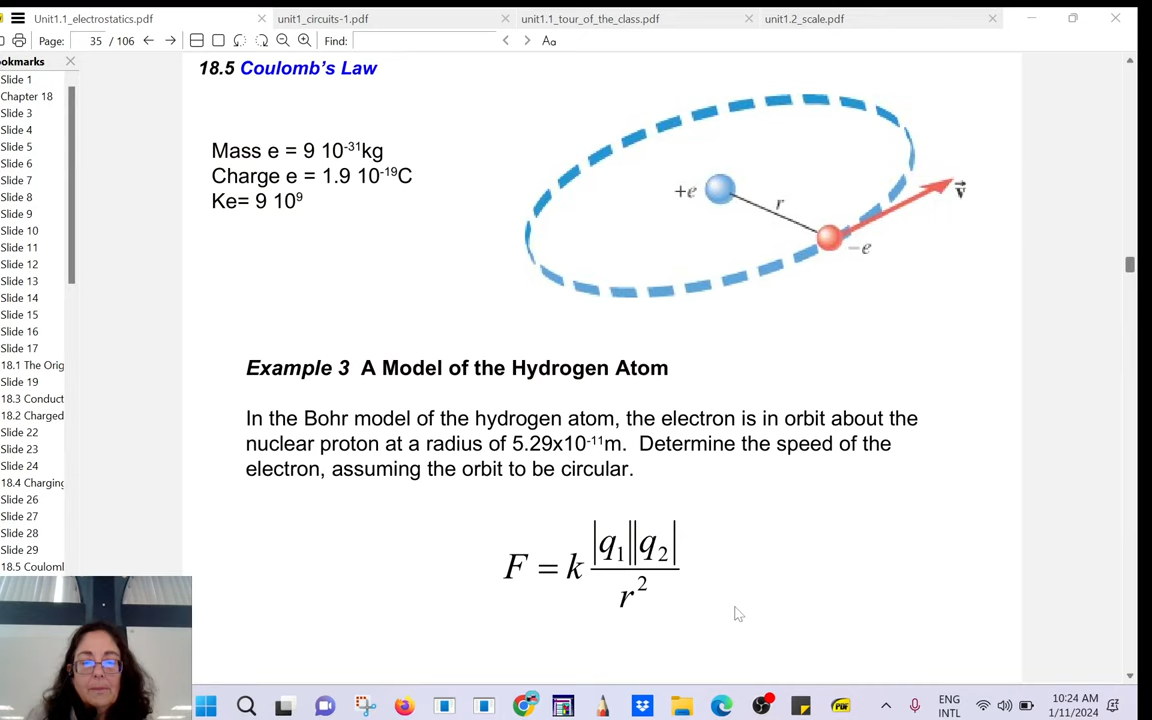 Unit1.1_electrostatics.pdf
unit1_circuits-1.pdf
unit1.1_tour_of_the_class.pdf
unit1.2_scale.pdf
Page: 35 / 106
Find:
Aa
ookmarks
Slide 1
Chapter 18
Slide 3
Slide 4
Slide 5
Slide 6
Slide 7
Slide 8
Slide 9
Slide 10
Slide 11
Slide 12
Slide 13
Slide 14
Slide 15
Slide 16
Slide 17
18.1 The Orig
Slide 19
18.3 Conduct
18.2 Charged
Slide 22
Slide 23
Slide 24
18.4 Charging
Slide 26
Slide 27
Slide 28
Slide 29
18.5 Coulomb
18.5 Coulomb's Law
Mass e = 9 10⁻³¹kg
Charge e = 1.9 10⁻¹⁹C
Ke= 9 10⁹
+e
r
v⃗
−e
Example 3 A Model of the Hydrogen Atom
In the Bohr model of the hydrogen atom, the electron is in orbit about the
nuclear proton at a radius of 5.29x10⁻¹¹m. Determine the speed of the
electron, assuming the orbit to be circular.
F = k |q₁||q₂| / r²
PDF
ENG
INTL
10:24 AM
1/11/2024